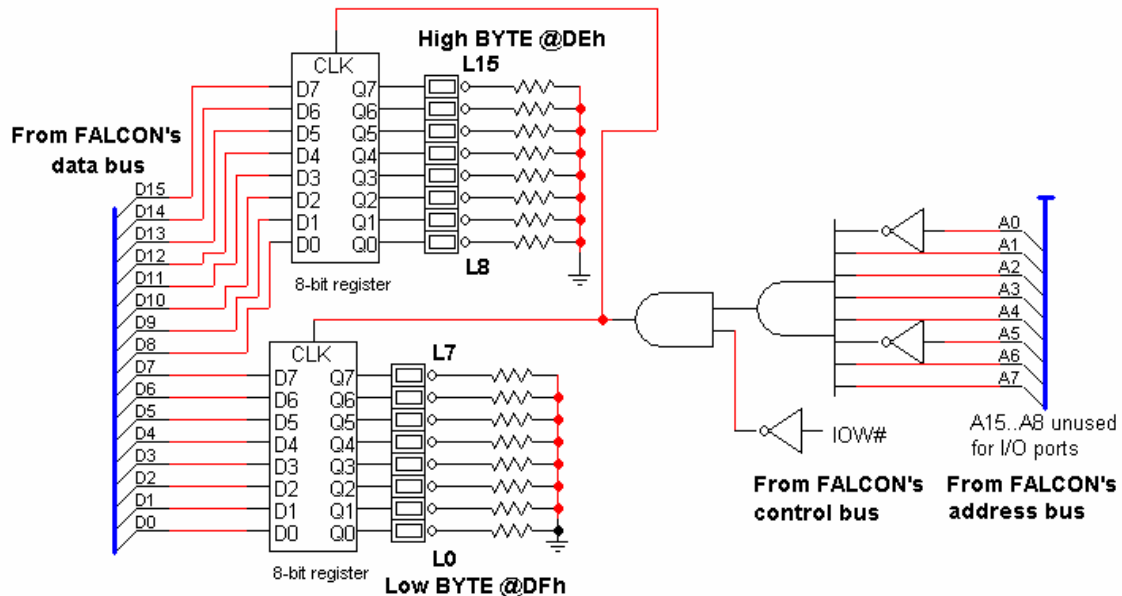 High BYTE @DEh
L15
CLK
D7 Q7
D6 Q6
D5 Q5
D4 Q4
D3 Q3
D2 Q2
D1 Q1
D0 Q0
L8
8-bit register
From FALCON's
data bus
D15
D14
D13
D12
D11
D10
D9
D8
D7
D6
D5
D4
D3
D2
D1
D0
CLK
L7
D7 Q7
D6 Q6
D5 Q5
D4 Q4
D3 Q3
D2 Q2
D1 Q1
D0 Q0
L0
8-bit register
Low BYTE @DFh
A0
A1
A2
A3
A4
A5
A6
A7
IOW#
A15..A8 unused
for I/O ports
From FALCON's
control bus
From FALCON's
address bus